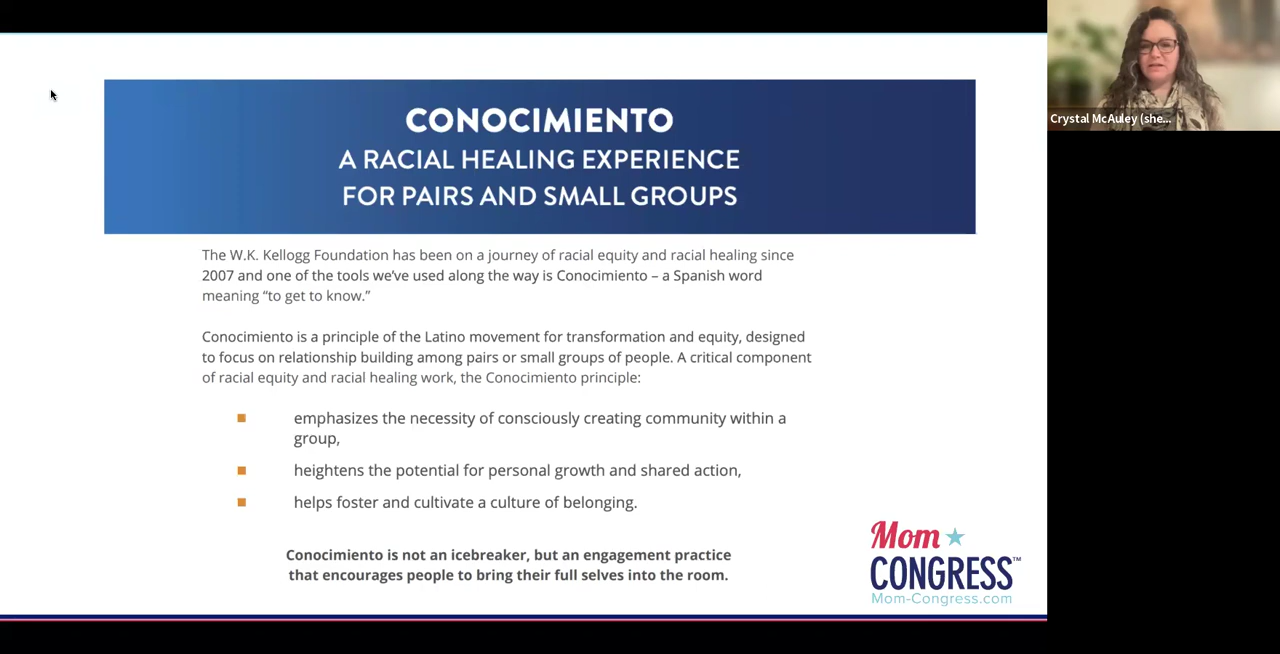 CONOCIMIENTO
A RACIAL HEALING EXPERIENCE
FOR PAIRS AND SMALL GROUPS
The W.K. Kellogg Foundation has been on a journey of racial equity and racial healing since
2007 and one of the tools we've used along the way is Conocimiento – a Spanish word
meaning “to get to know.”
Conocimiento is a principle of the Latino movement for transformation and equity, designed
to focus on relationship building among pairs or small groups of people. A critical component
of racial equity and racial healing work, the Conocimiento principle:
emphasizes the necessity of consciously creating community within a
group,
heightens the potential for personal growth and shared action,
helps foster and cultivate a culture of belonging.
Conocimiento is not an icebreaker, but an engagement practice
that encourages people to bring their full selves into the room.
Mom
CONGRESS™
Mom-Congress.com
Crystal McAuley (she...